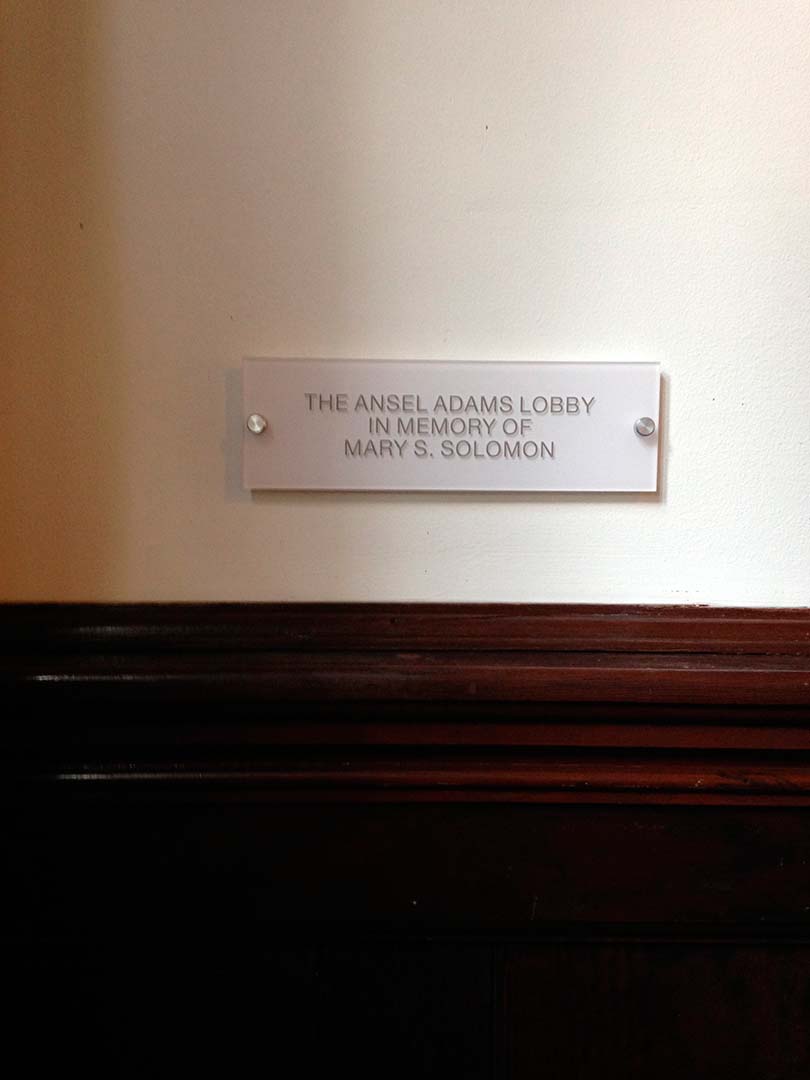 THE ANSEL ADAMS LOBBY
IN MEMORY OF
MARY S. SOLOMON